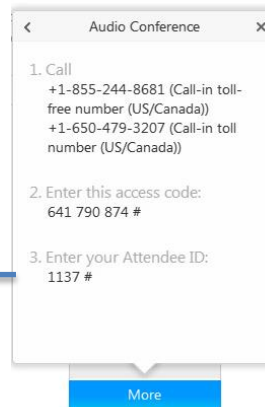 Audio Conference
1. Call
+1-855-244-8681 (Call-in toll-
free number (US/Canada))
+1-650-479-3207 (Call-in toll
number (US/Canada))
2. Enter this access code:
641 790 874 #
3. Enter your Attendee ID:
1137 #
More